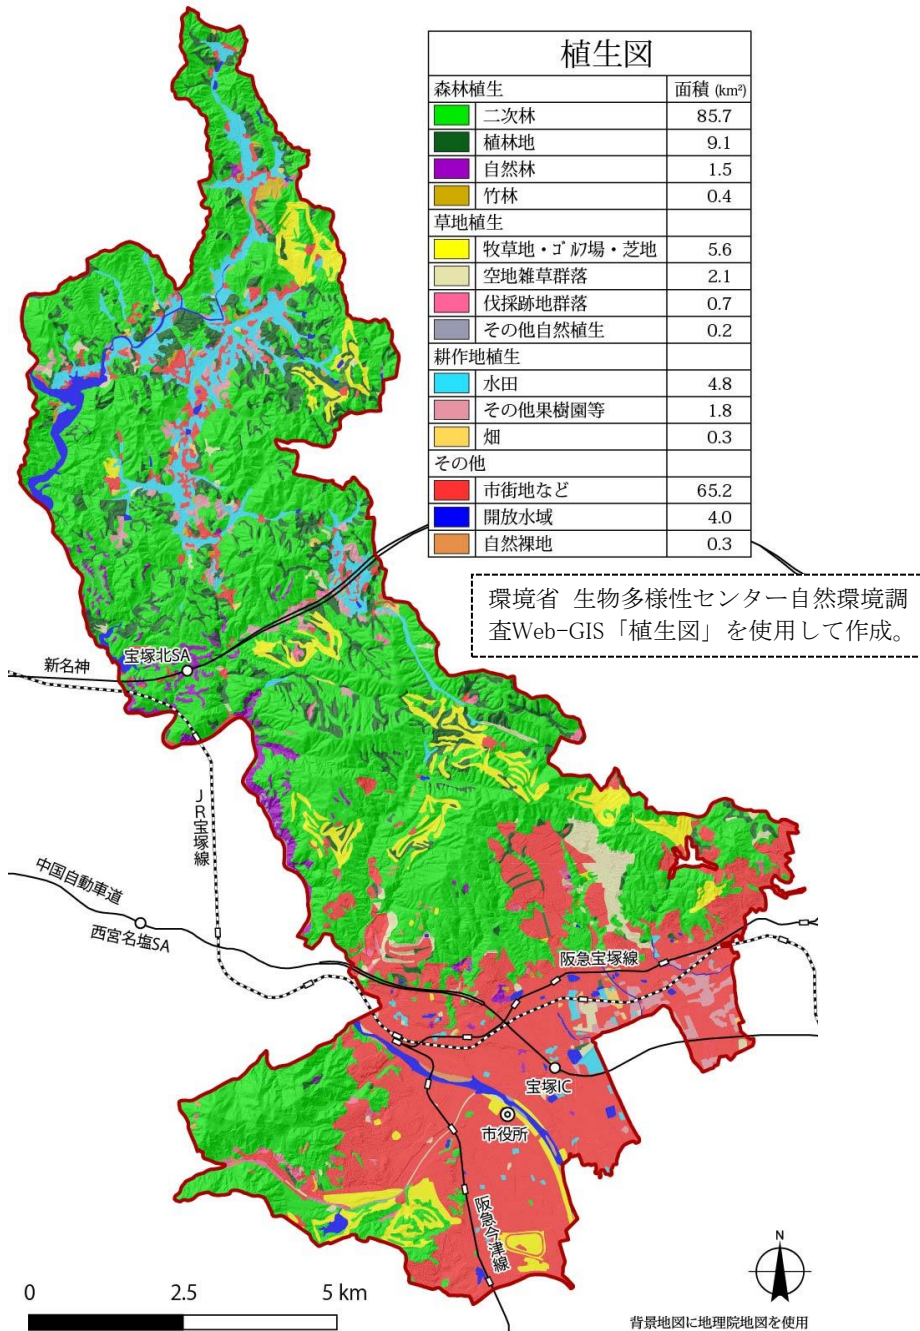 植生図
森林植生 面積 (km²)
二次林 85.7
植林地 9.1
自然林 1.5
竹林 0.4
草地植生
牧草地・ゴルフ場・芝地 5.6
空地雑草群落 2.1
伐採跡地群落 0.7
その他自然植生 0.2
耕作地植生
水田 4.8
その他果樹園等 1.8
畑 0.3
その他
市街地など 65.2
開放水域 4.0
自然裸地 0.3
環境省 生物多様性センター自然環境調
査Web-GIS「植生図」を使用して作成。
宝塚北SA
新名神
JR宝塚線
中国自動車道
西宮名塩SA
阪急宝塚線
宝塚IC
市役所
阪急今津線
N
0 2.5 5 km
背景地図に地理院地図を使用